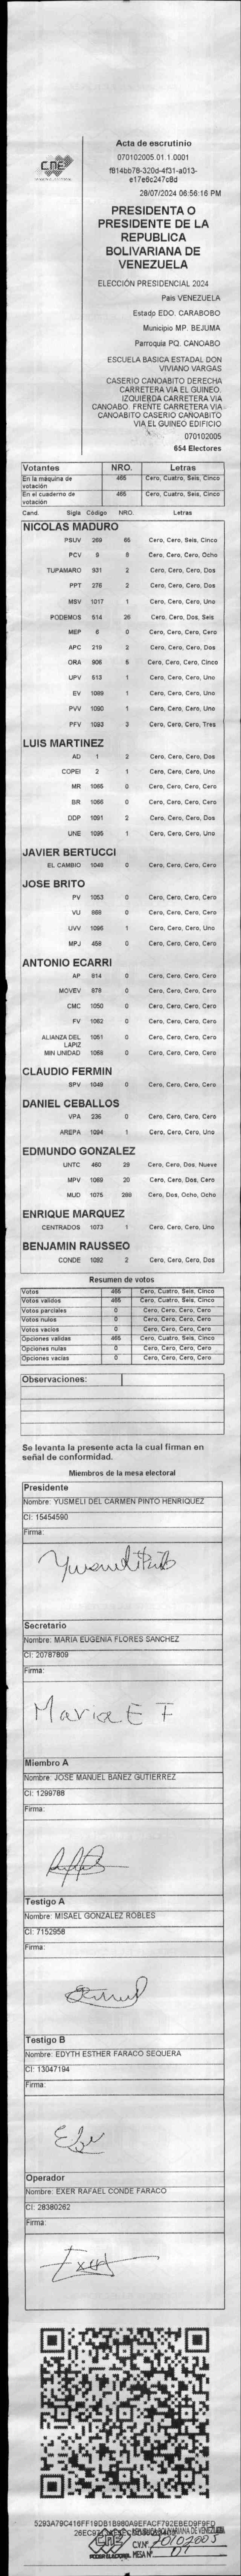 CNE
Acta de escrutinio
070102005.01.1.0001
f814bb78-320d-4f31-a013-
e17e6c247c8d
28/07/2024 06:56:16 PM
PRESIDENTA O
PRESIDENTE DE LA
REPUBLICA
BOLIVARIANA DE
VENEZUELA
ELECCIÓN PRESIDENCIAL 2024
Pais VENEZUELA
Estado EDO. CARABOBO
Municipio MP. BEJUMA
Parroquia PQ. CANOABO
ESCUELA BASICA ESTADAL DON
VIVIANO VARGAS
CASERIO CANOABITO DERECHA
CARRETERA VIA EL GUINEO.
IZQUIERDA CARRETERA VIA
CANOABO. FRENTE CARRETERA VIA
CANOABITO CASERIO CANOABITO
VIA EL GUINEO EDIFICIO
070102005
654 Electores
Votantes NRO. Letras
En la máquina de votación 465 Cero, Cuatro, Seis, Cinco
En el cuaderno de votación 465 Cero, Cuatro, Seis, Cinco
Cand. Sigla Código NRO. Letras
NICOLAS MADURO
PSUV 269 65 Cero, Cero, Seis, Cinco
PCV 9 8 Cero, Cero, Cero, Ocho
TUPAMARO 931 2 Cero, Cero, Cero, Dos
PPT 276 2 Cero, Cero, Cero, Dos
MSV 1017 1 Cero, Cero, Cero, Uno
PODEMOS 514 26 Cero, Cero, Dos, Seis
MEP 6 0 Cero, Cero, Cero, Cero
APC 219 2 Cero, Cero, Cero, Dos
ORA 906 5 Cero, Cero, Cero, Cinco
UPV 613 1 Cero, Cero, Cero, Uno
EV 1089 1 Cero, Cero, Cero, Uno
PVV 1090 1 Cero, Cero, Cero, Uno
PFV 1093 3 Cero, Cero, Cero, Tres
LUIS MARTINEZ
AD 1 2 Cero, Cero, Cero, Dos
COPEI 2 1 Cero, Cero, Cero, Uno
MR 1065 0 Cero, Cero, Cero, Cero
BR 1066 0 Cero, Cero, Cero, Cero
DDP 1091 2 Cero, Cero, Cero, Dos
UNE 1095 1 Cero, Cero, Cero, Uno
JAVIER BERTUCCI
EL CAMBIO 1048 0 Cero, Cero, Cero, Cero
JOSE BRITO
PV 1053 0 Cero, Cero, Cero, Cero
VU 868 0 Cero, Cero, Cero, Cero
UVV 1096 1 Cero, Cero, Cero, Uno
MPJ 458 0 Cero, Cero, Cero, Cero
ANTONIO ECARRI
AP 814 0 Cero, Cero, Cero, Cero
MOVEV 878 0 Cero, Cero, Cero, Cero
CMC 1050 0 Cero, Cero, Cero, Cero
FV 1062 0 Cero, Cero, Cero, Cero
ALIANZA DEL LAPIZ 1051 0 Cero, Cero, Cero, Cero
MIN UNIDAD 1068 0 Cero, Cero, Cero, Cero
CLAUDIO FERMIN
SPV 1049 0 Cero, Cero, Cero, Cero
DANIEL CEBALLOS
VPA 236 0 Cero, Cero, Cero, Cero
AREPA 1094 1 Cero, Cero, Cero, Uno
EDMUNDO GONZALEZ
UNTC 460 29 Cero, Cero, Dos, Nueve
MPV 1069 20 Cero, Cero, Dos, Cero
MUD 1075 288 Cero, Dos, Ocho, Ocho
ENRIQUE MARQUEZ
CENTRADOS 1073 1 Cero, Cero, Cero, Uno
BENJAMIN RAUSSEO
CONDE 1092 2 Cero, Cero, Cero, Dos
Resumen de votos
Votos 465 Cero, Cuatro, Seis, Cinco
Votos validos 465 Cero, Cuatro, Seis, Cinco
Votos parciales 0 Cero, Cero, Cero, Cero
Votos nulos 0 Cero, Cero, Cero, Cero
Votos vacios 0 Cero, Cero, Cero, Cero
Opciones validas 465 Cero, Cuatro, Seis, Cinco
Opciones nulas 0 Cero, Cero, Cero, Cero
Opciones vacias 0 Cero, Cero, Cero, Cero
Observaciones:
Se levanta la presente acta la cual firman en
señal de conformidad.
Miembros de la mesa electoral
Presidente
Nombre: YUSMELI DEL CARMEN PINTO HENRIQUEZ
CI: 15454590
Firma:
Yusmeli Pinto
Secretario
Nombre: MARIA EUGENIA FLORES SANCHEZ
CI: 20787809
Firma:
Maria E F
Miembro A
Nombre: JOSE MANUEL BAÑEZ GUTIERREZ
CI: 1299788
Firma:
Testigo A
Nombre: MISAEL GONZALEZ ROBLES
CI: 7152958
Firma:
Testigo B
Nombre: EDYTH ESTHER FARACO SEQUERA
CI: 13047194
Firma:
Operador
Nombre: EXER RAFAEL CONDE FARACO
CI: 28380262
Firma:
Exer
5293A79C416FF19DB1B980A9EFACF792EBED9F9FD
REPÚBLICA BOLIVARIANA DE VENEZUELA
CNE
PODER ELECTORAL
C.V.Nº 070102005
MESA Nº 01